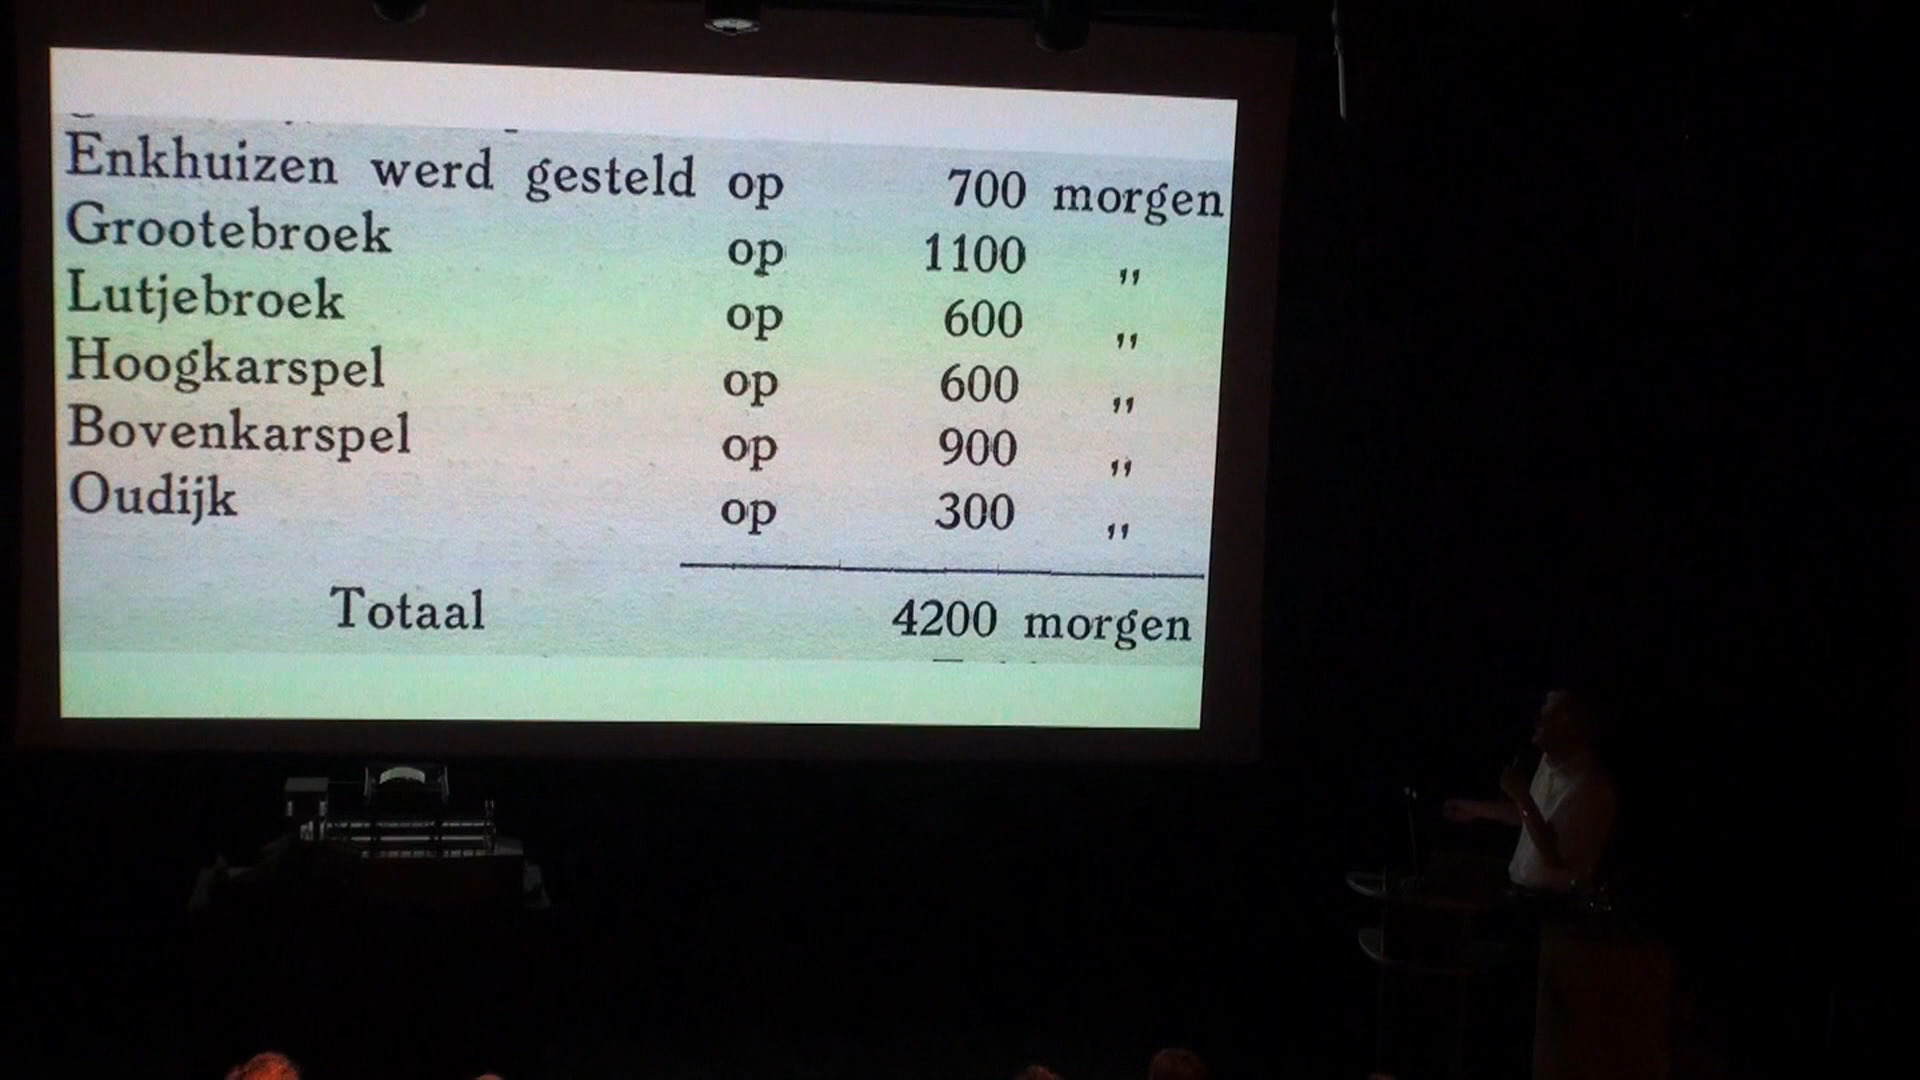 Enkhuizen werd gesteld op 700 morgen
Grootebroek op 1100 „
Lutjebroek op 600 „
Hoogkarspel op 600 „
Bovenkarspel op 900 „
Oudijk op 300 „
Totaal 4200 morgen